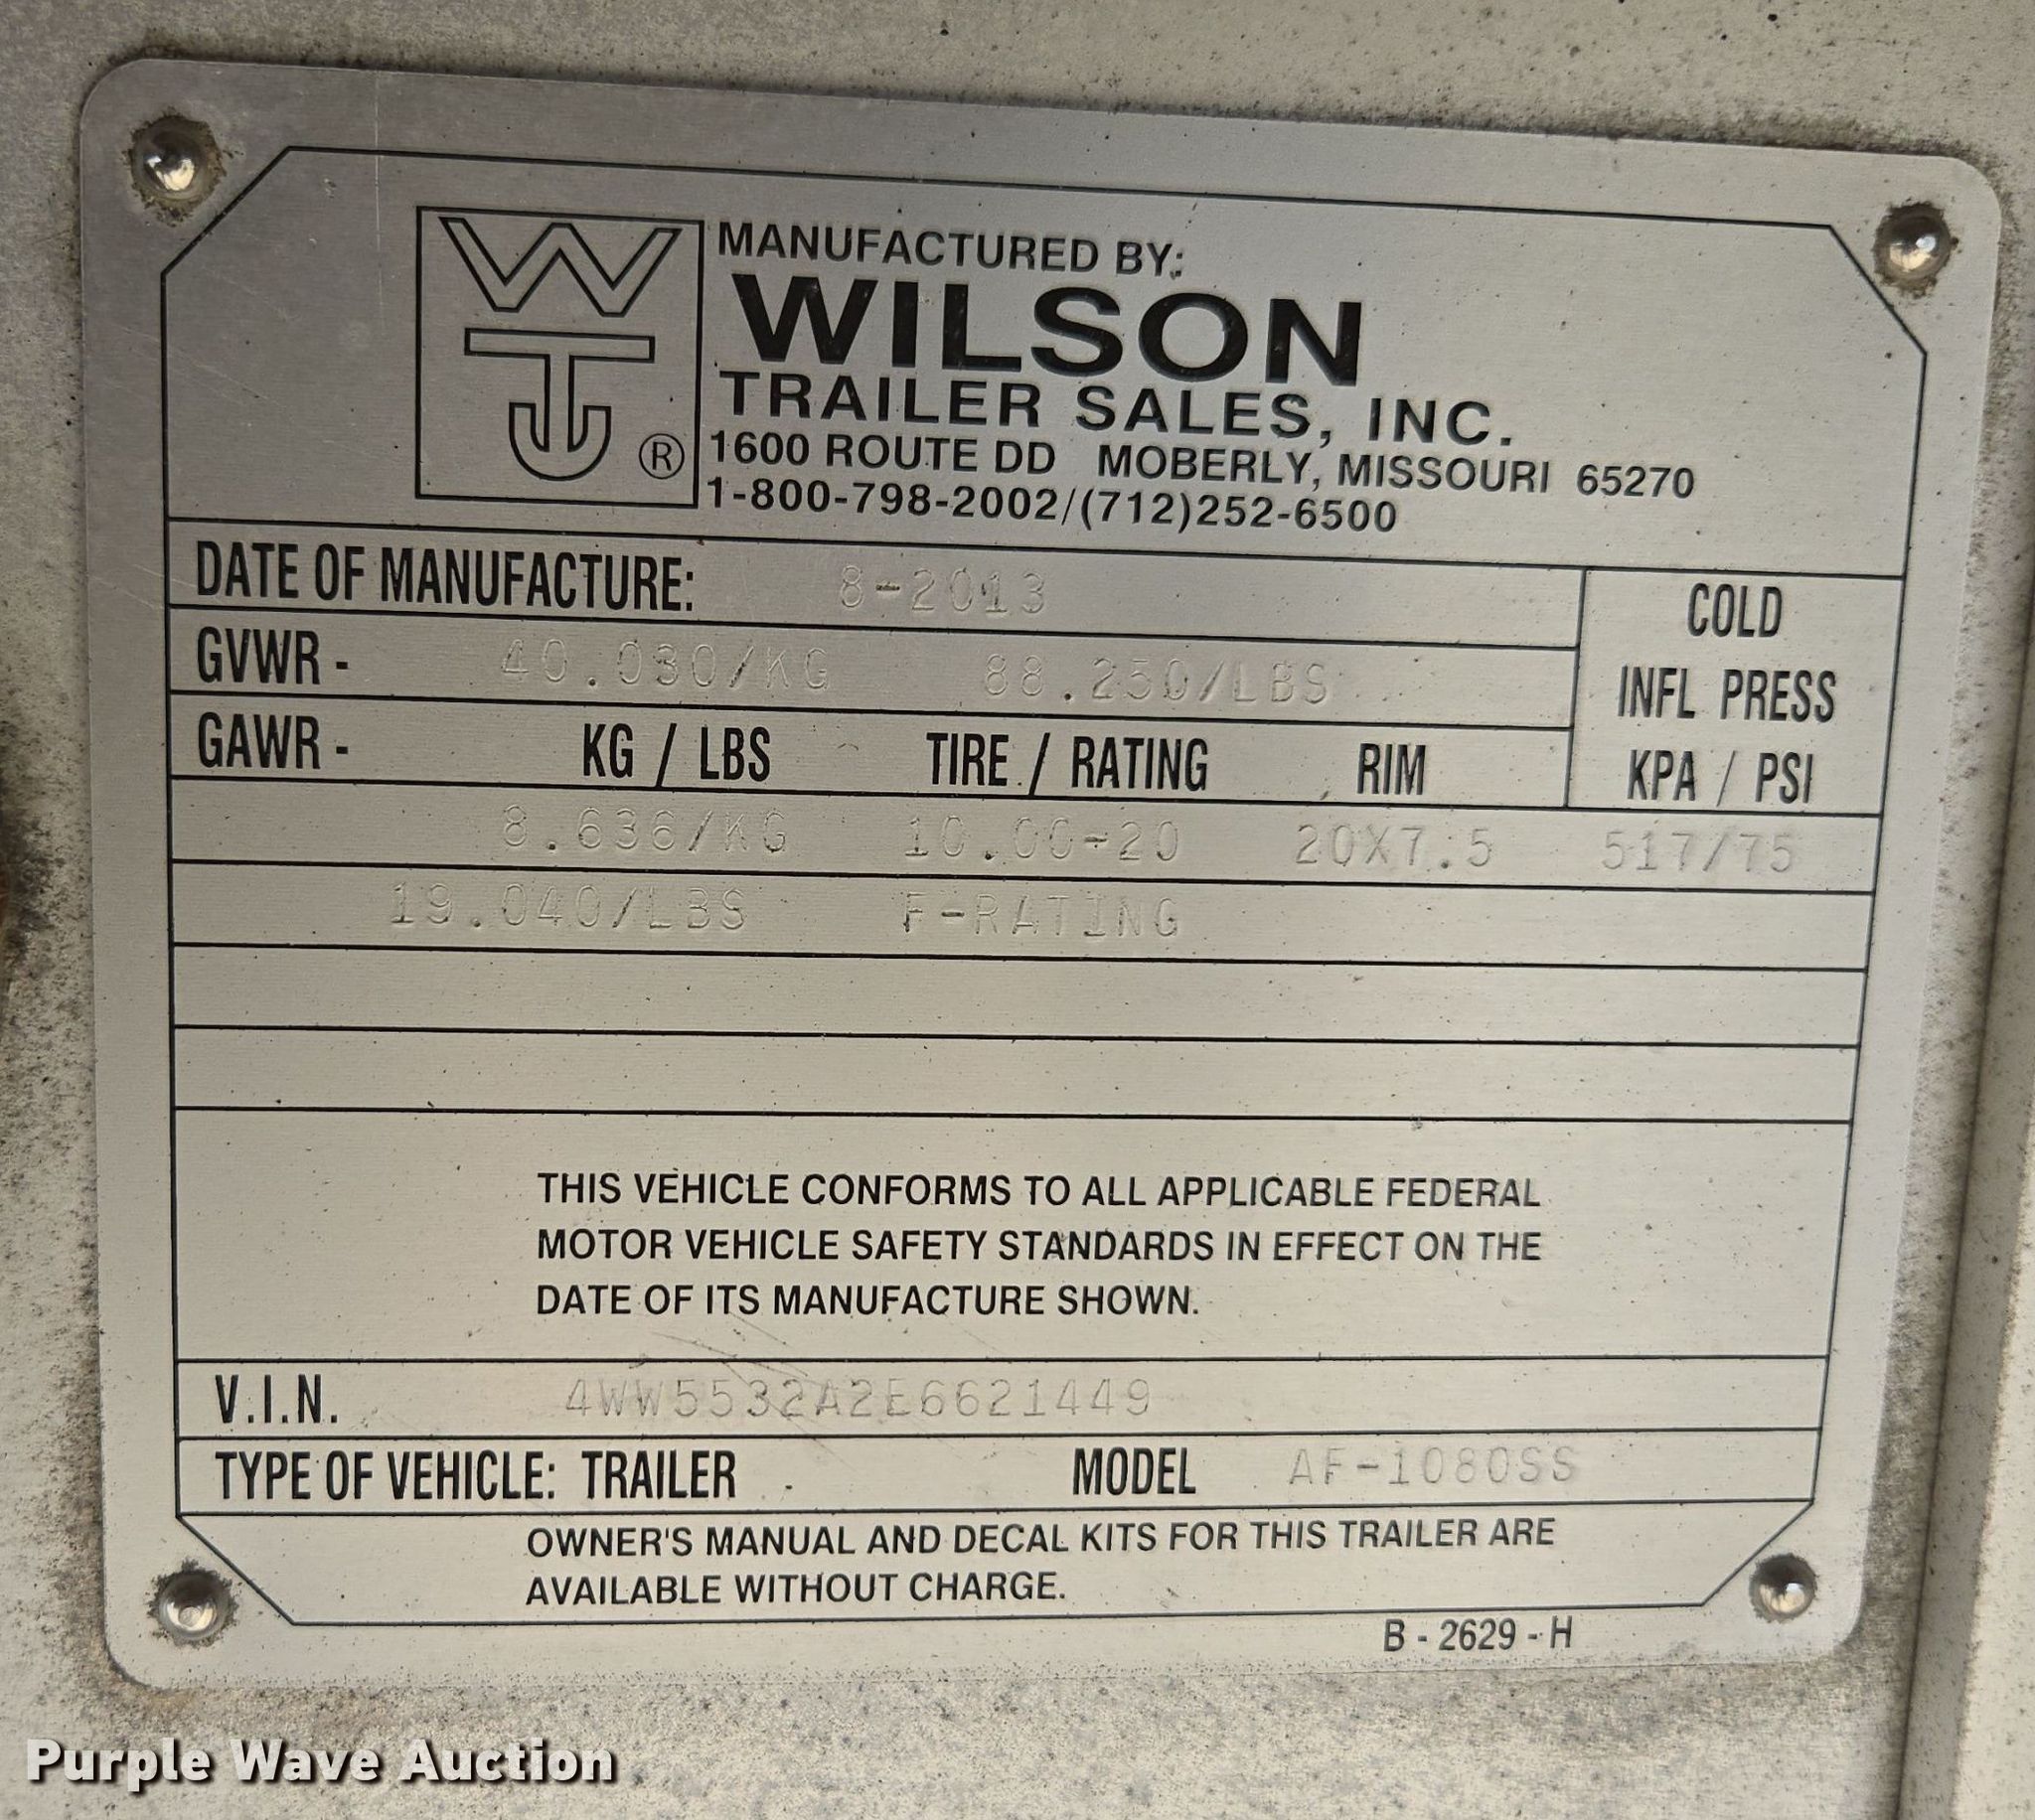 WTJ ®
MANUFACTURED BY:
WILSON
TRAILER SALES, INC.
1600 ROUTE DD MOBERLY, MISSOURI 65270
1-800-798-2002/(712)252-6500
DATE OF MANUFACTURE: 8-2013
GVWR - 40.030/KG 88.250/LBS
COLD
INFL PRESS
KPA / PSI
GAWR - KG / LBS TIRE / RATING RIM
8.636/KG 10.00-20 20X7.5 517/75
19.040/LBS F-RATING
THIS VEHICLE CONFORMS TO ALL APPLICABLE FEDERAL
MOTOR VEHICLE SAFETY STANDARDS IN EFFECT ON THE
DATE OF ITS MANUFACTURE SHOWN.
V.I.N. 4WW5532A2E6621449
TYPE OF VEHICLE: TRAILER MODEL AF-1080SS
OWNER'S MANUAL AND DECAL KITS FOR THIS TRAILER ARE
AVAILABLE WITHOUT CHARGE.
B - 2629 - H
Purple Wave Auction